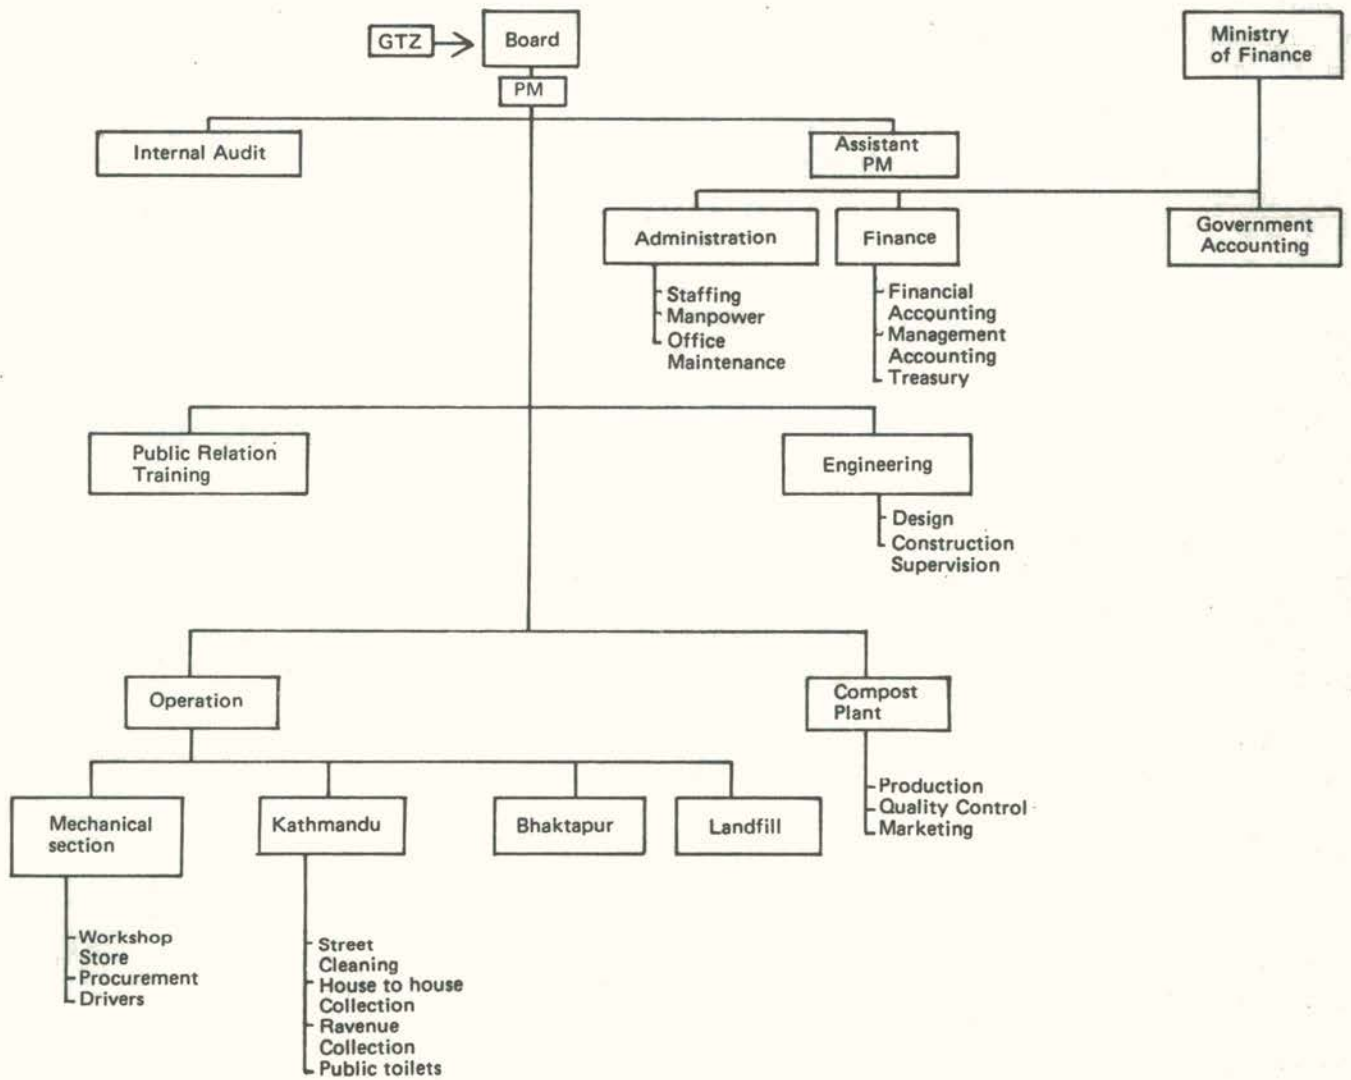 GTZ
Board
Ministry
of Finance
PM
Internal Audit
Assistant
PM
Administration
Finance
Government
Accounting
Staffing
Manpower
Office
Maintenance
Financial
Accounting
Management
Accounting
Treasury
Public Relation
Training
Engineering
Design
Construction
Supervision
Operation
Compost
Plant
Mechanical
section
Kathmandu
Bhaktapur
Landfill
Production
Quality Control
Marketing
Workshop
Store
Procurement
Drivers
Street
Cleaning
House to house
Collection
Ravenue
Collection
Public toilets